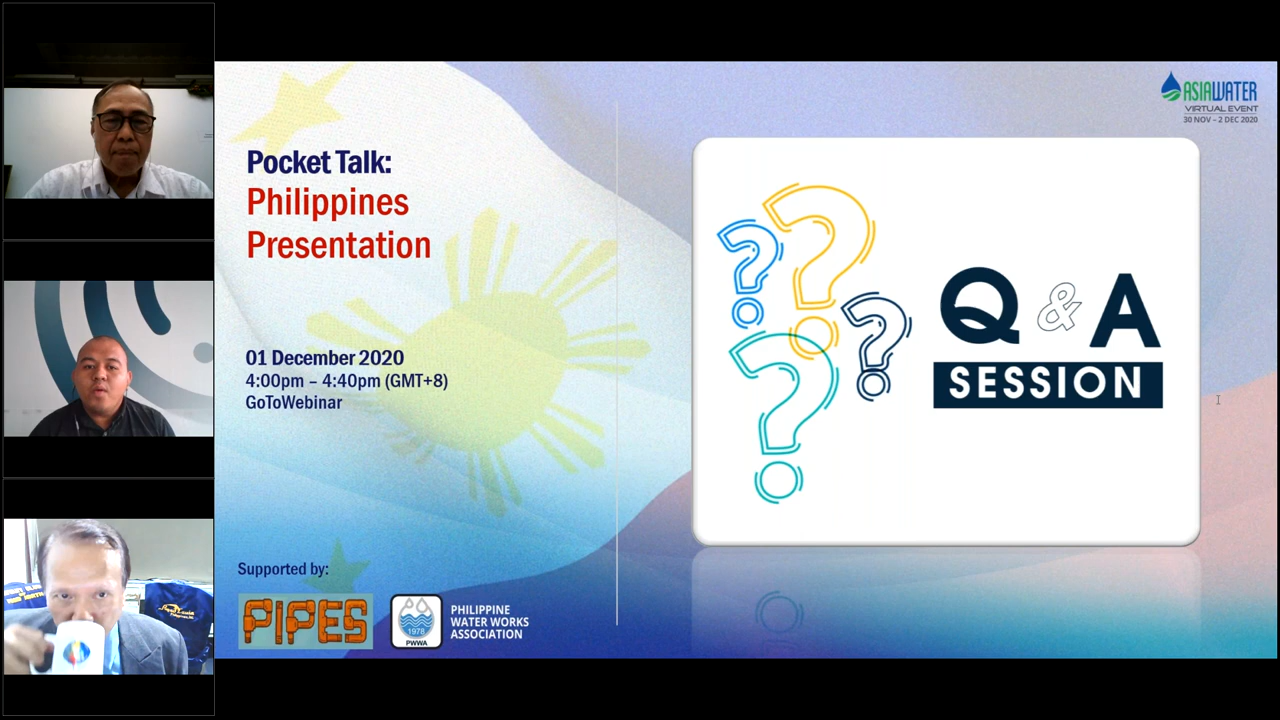 ASIAWATER
VIRTUAL EVENT
30 NOV – 2 DEC 2020
Pocket Talk:
Philippines
Presentation
01 December 2020
4:00pm – 4:40pm (GMT+8)
GoToWebinar
Supported by:
PIPES
1978
PWWA
PHILIPPINE
WATER WORKS
ASSOCIATION
Q & A
SESSION